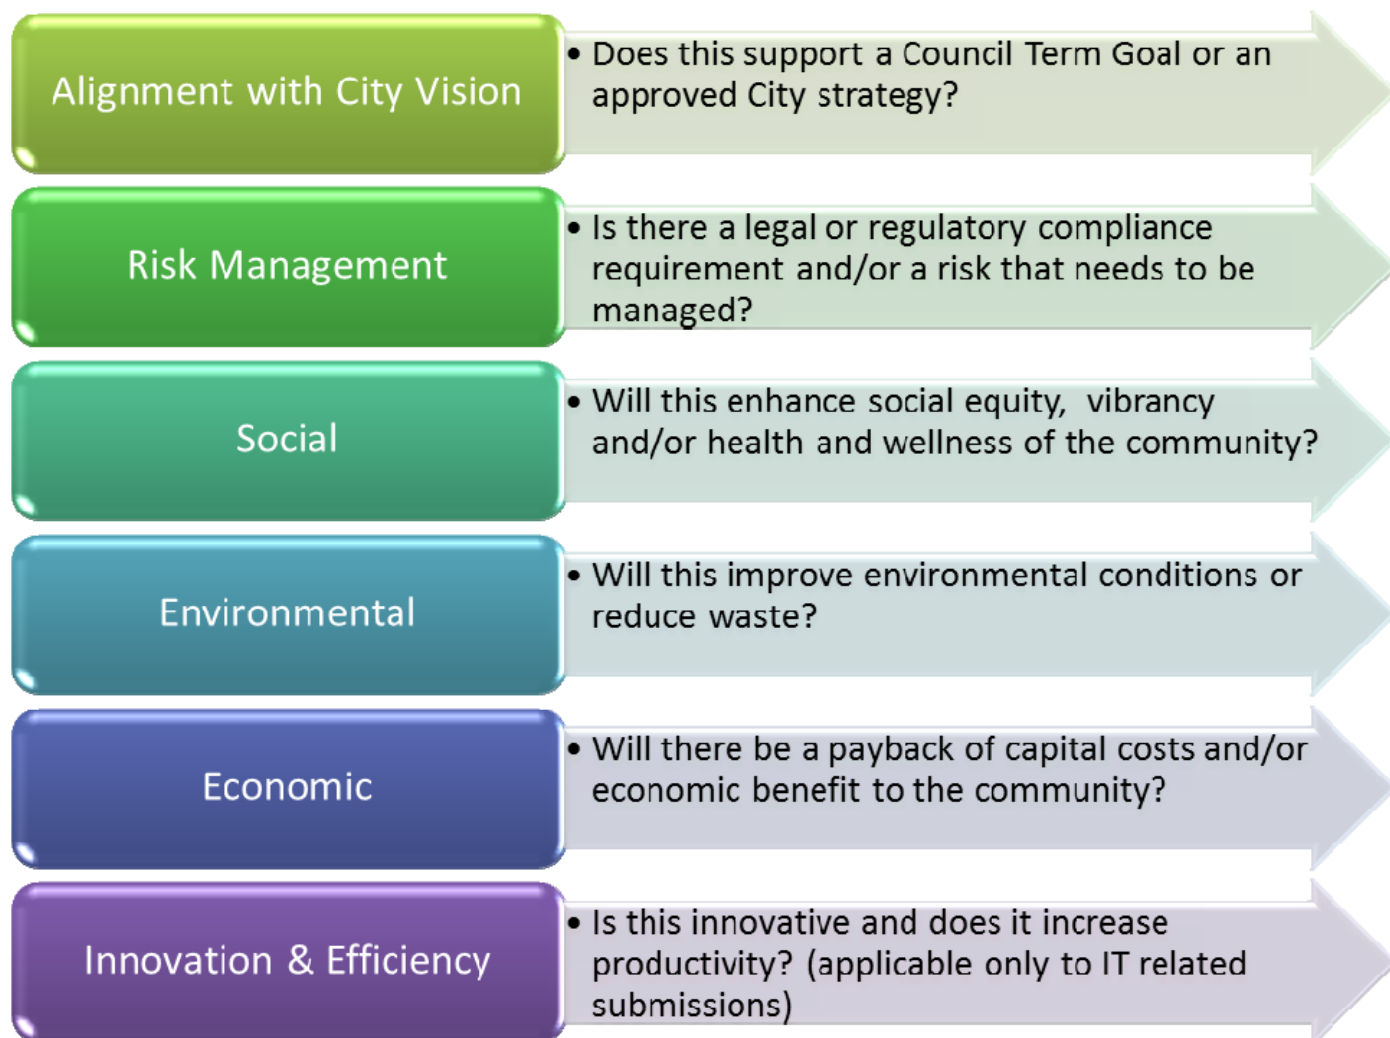 Alignment with City Vision
• Does this support a Council Term Goal or an
approved City strategy?
Risk Management
• Is there a legal or regulatory compliance
requirement and/or a risk that needs to be
managed?
Social
• Will this enhance social equity,  vibrancy
and/or health and wellness of the community?
Environmental
• Will this improve environmental conditions or
reduce waste?
Economic
• Will there be a payback of capital costs and/or
economic benefit to the community?
Innovation & Efficiency
• Is this innovative and does it increase
productivity? (applicable only to IT related
submissions)